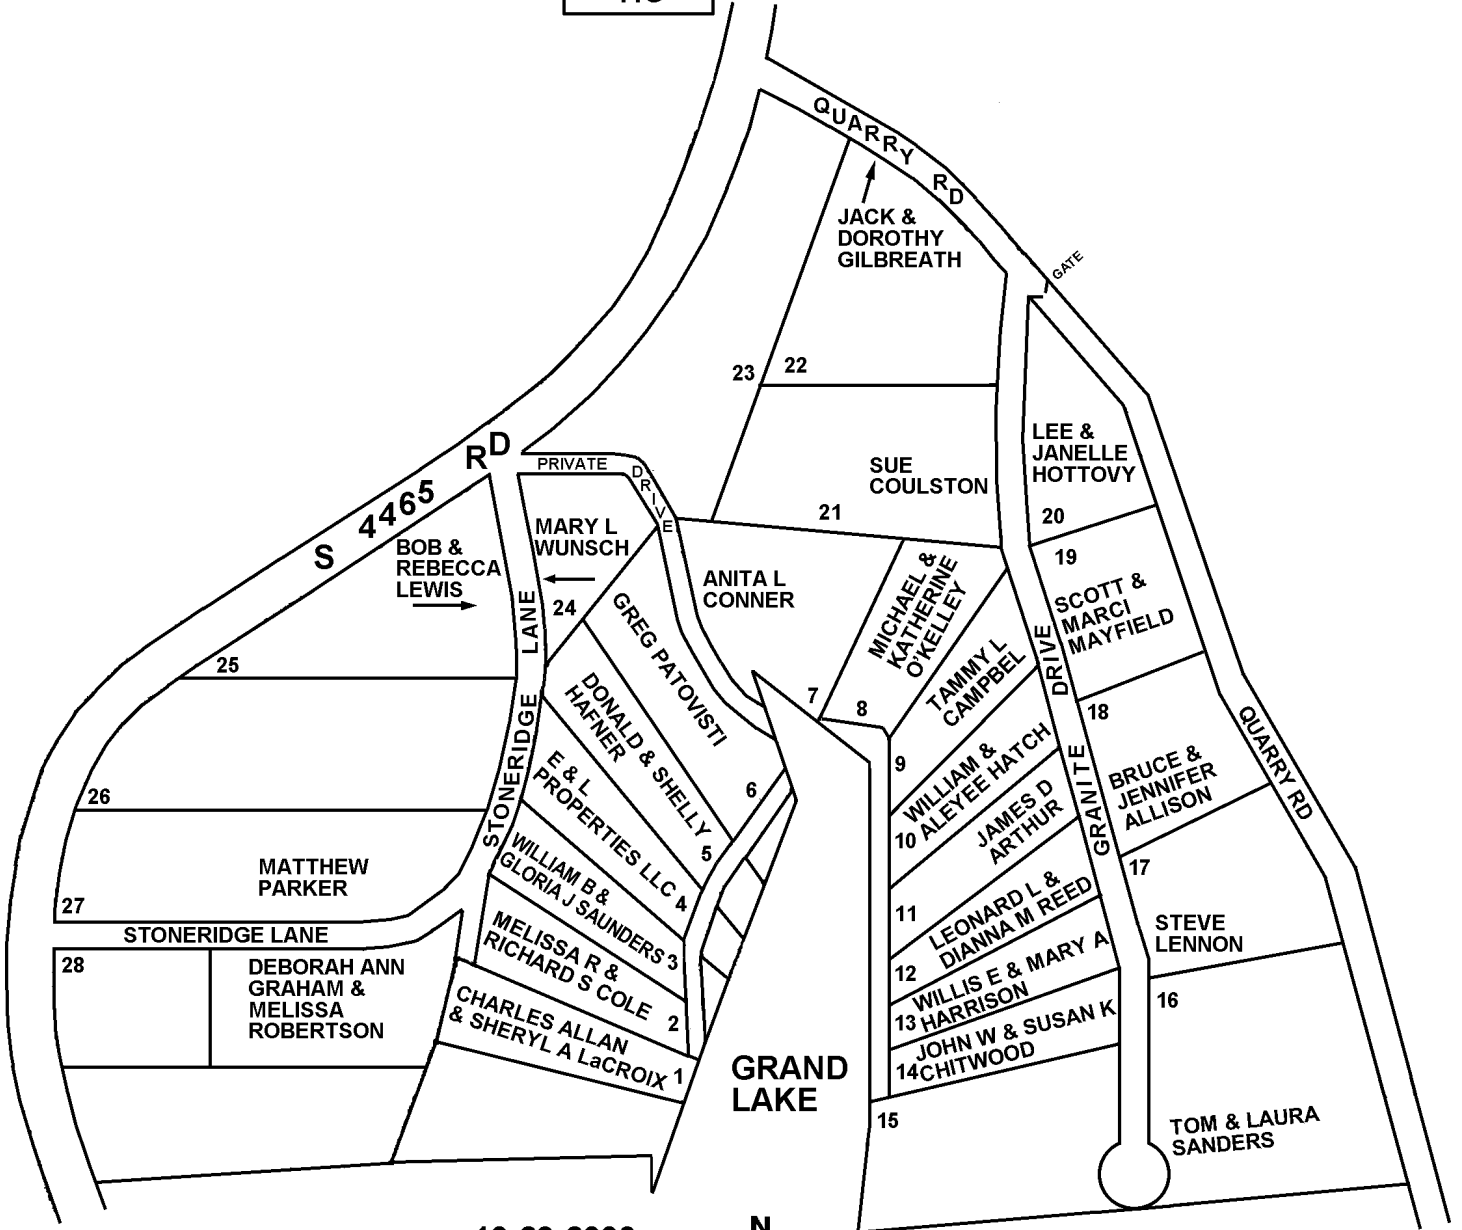 QUARRY RD
JACK &
DOROTHY
GILBREATH
GATE
23
22
S 4465 RD
PRIVATE DRIVE
LEE &
JANELLE
HOTTOVY
SUE
COULSTON
21
20
19
BOB &
REBECCA
LEWIS
MARY L
WUNSCH
24
ANITA L
CONNER
MICHAEL &
KATHERINE
O'KELLEY
SCOTT &
MARCI
MAYFIELD
25
STONERIDGE LANE
GREG PATOVISTI
TAMMY L
CAMPBEL
GRANITE DRIVE
7
8
18
DONALD & SHELLY
HAFNER
QUARRY RD
9
WILLIAM &
ALEYEE HATCH
BRUCE &
JENNIFER
ALLISON
26
6
E & L
PROPERTIES LLC
5
10
JAMES D
ARTHUR
17
MATTHEW
PARKER
WILLIAM B &
GLORIA J SAUNDERS
4
27
11
LEONARD L &
DIANNA M REED
STEVE
LENNON
STONERIDGE LANE
MELISSA R &
RICHARD S COLE
3
28
DEBORAH ANN
GRAHAM &
MELISSA
ROBERTSON
12
WILLIS E & MARY A
HARRISON
16
CHARLES ALLAN
& SHERYL A LaCROIX
2
13
JOHN W & SUSAN K
CHITWOOD
1
14
GRAND
LAKE
15
TOM & LAURA
SANDERS
N